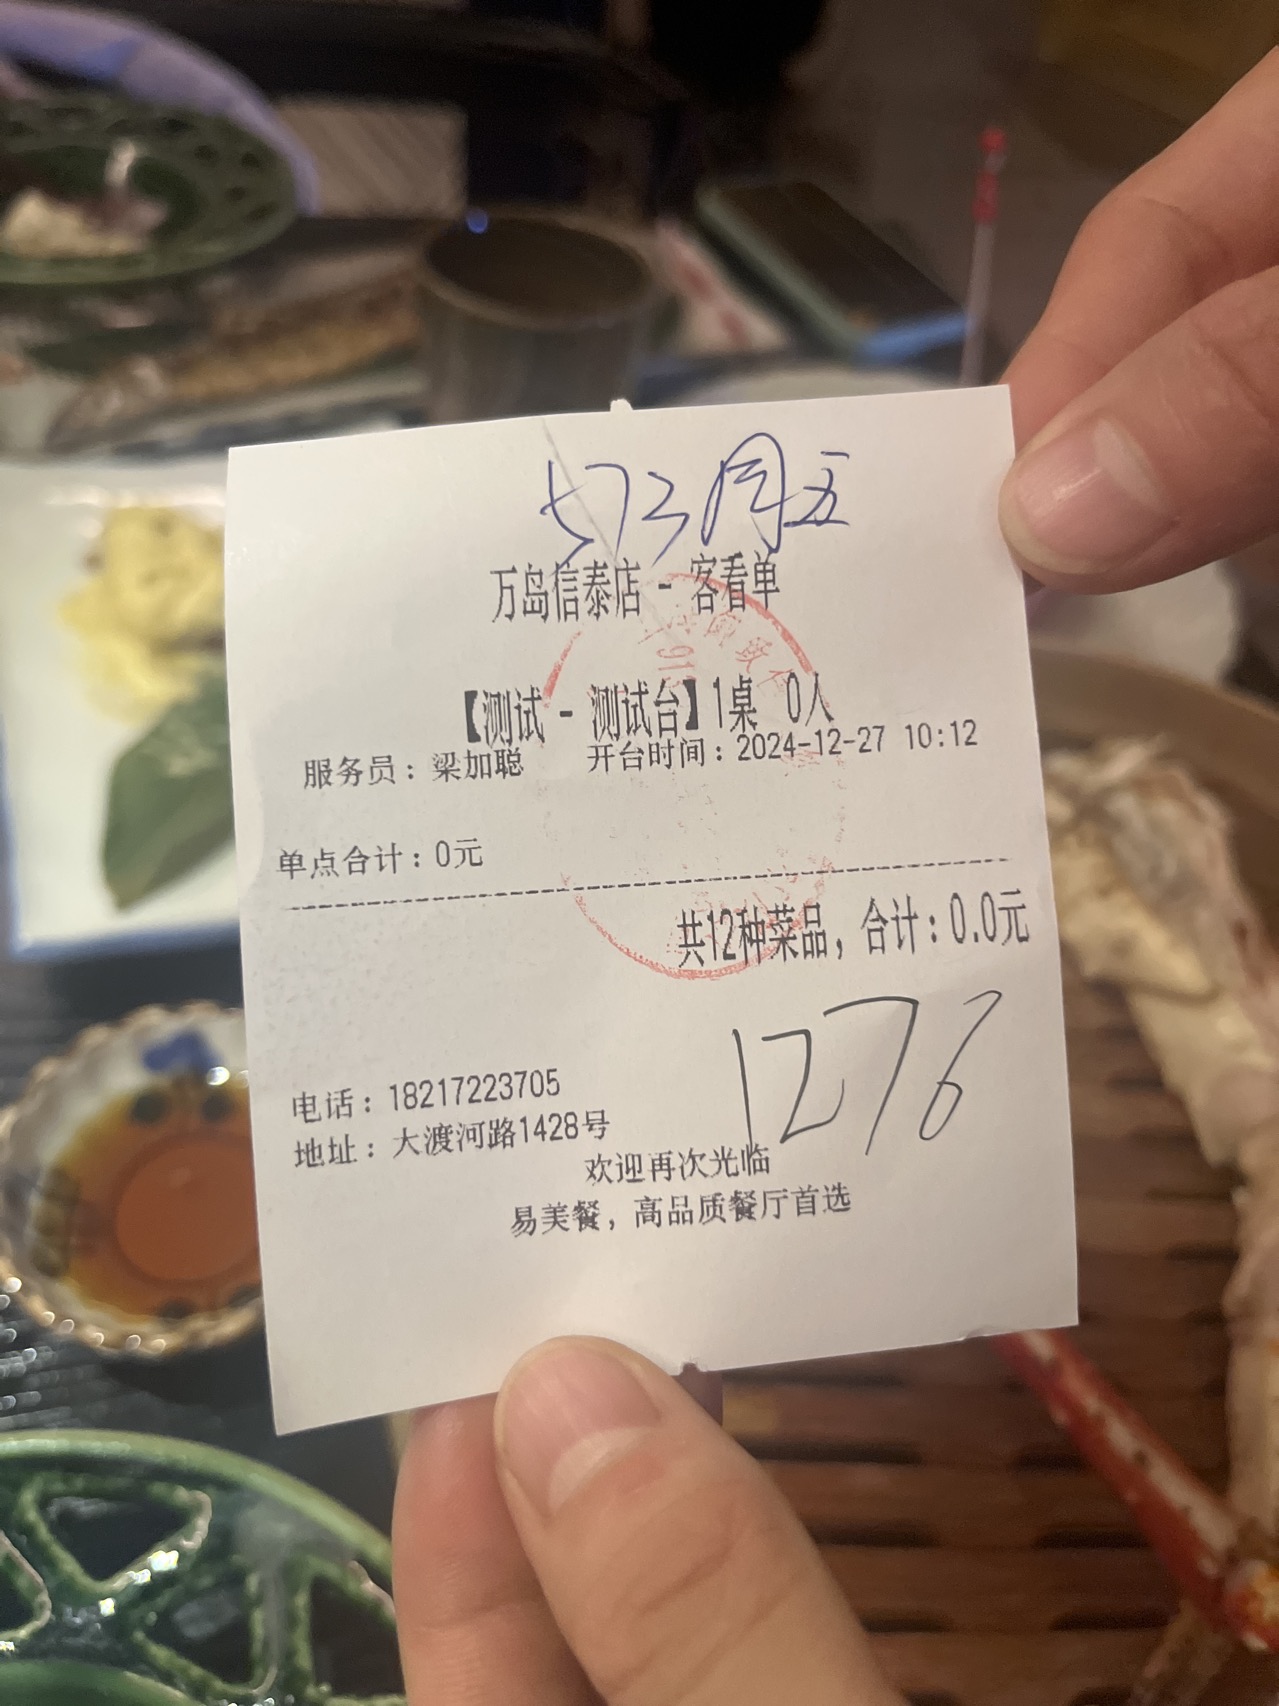 573 周五
万岛信泰店 - 客看单
【测试 - 测试台】1桌 0人
服务员：梁加聪 开台时间：2024-12-27 10:12
单点合计：0元
共12种菜品，合计：0.0元
1276
电话：18217223705
地址：大渡河路1428号
欢迎再次光临
易美餐，高品质餐厅首选